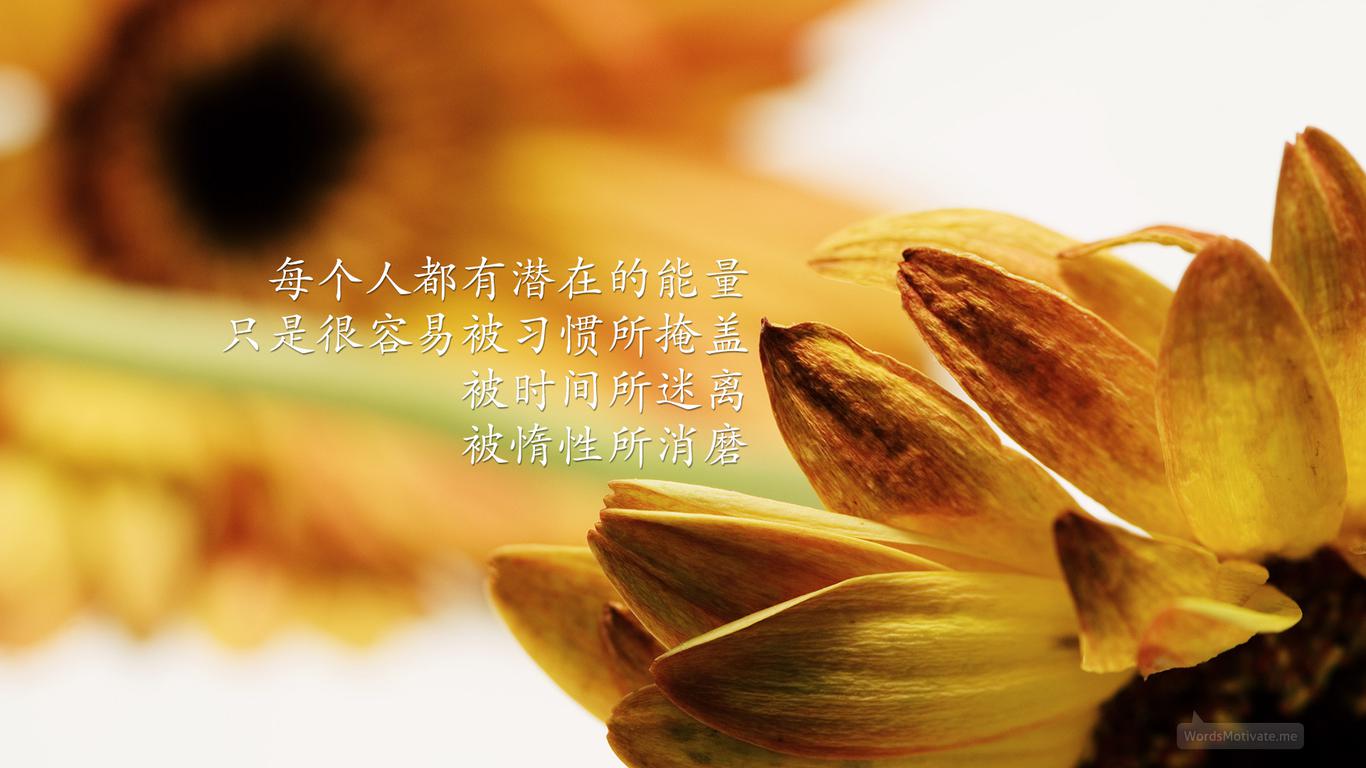 每个人都有潜在的能量
只是很容易被习惯所掩盖
被时间所迷离
被惰性所消磨
WordsMotivate.me